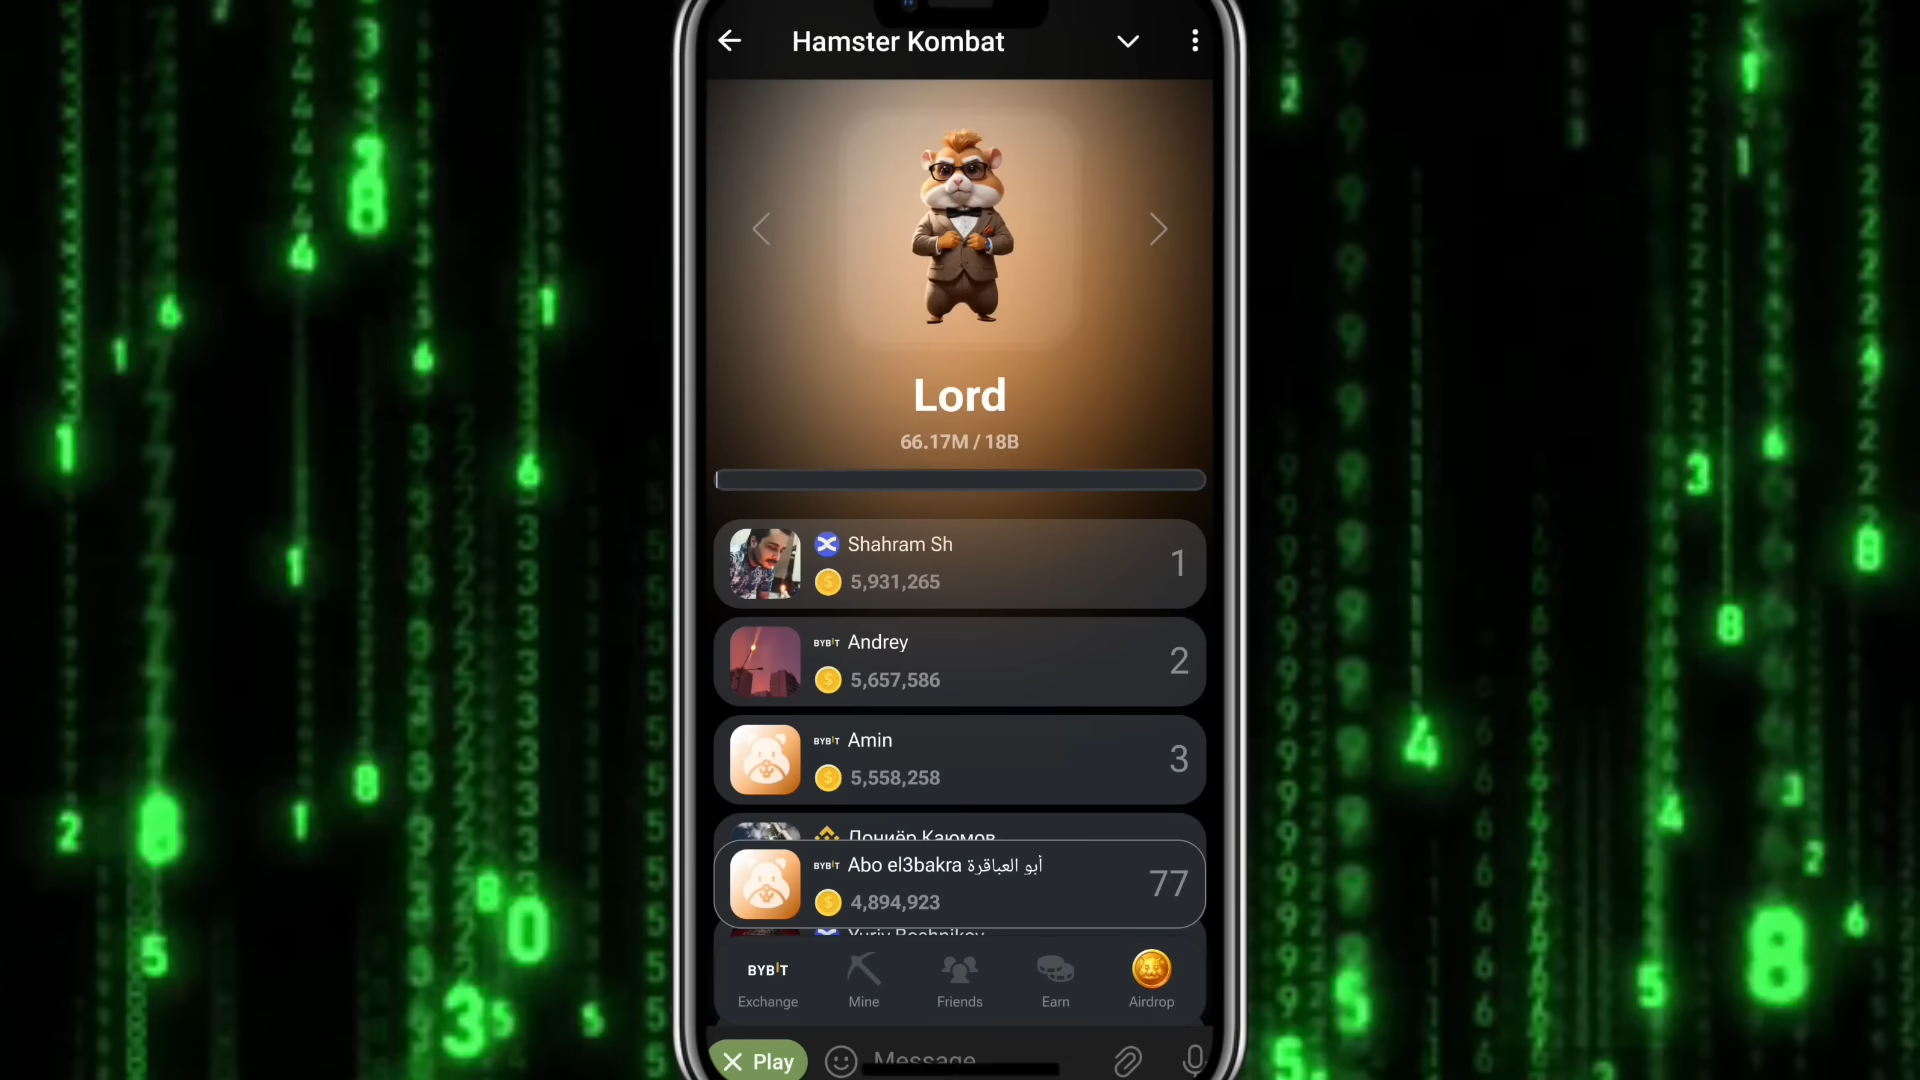 Hamster Kombat
Lord
66.17M / 18B
Shahram Sh
5,931,265
1
BYBIT Andrey
5,657,586
2
BYBIT Amin
5,558,258
3
Дониёр Каюмов
BYBIT Abo el3bakra أبو العباقرة
4,894,923
77
BYBIT
Exchange
Mine
Friends
Earn
Airdrop
Play
Message